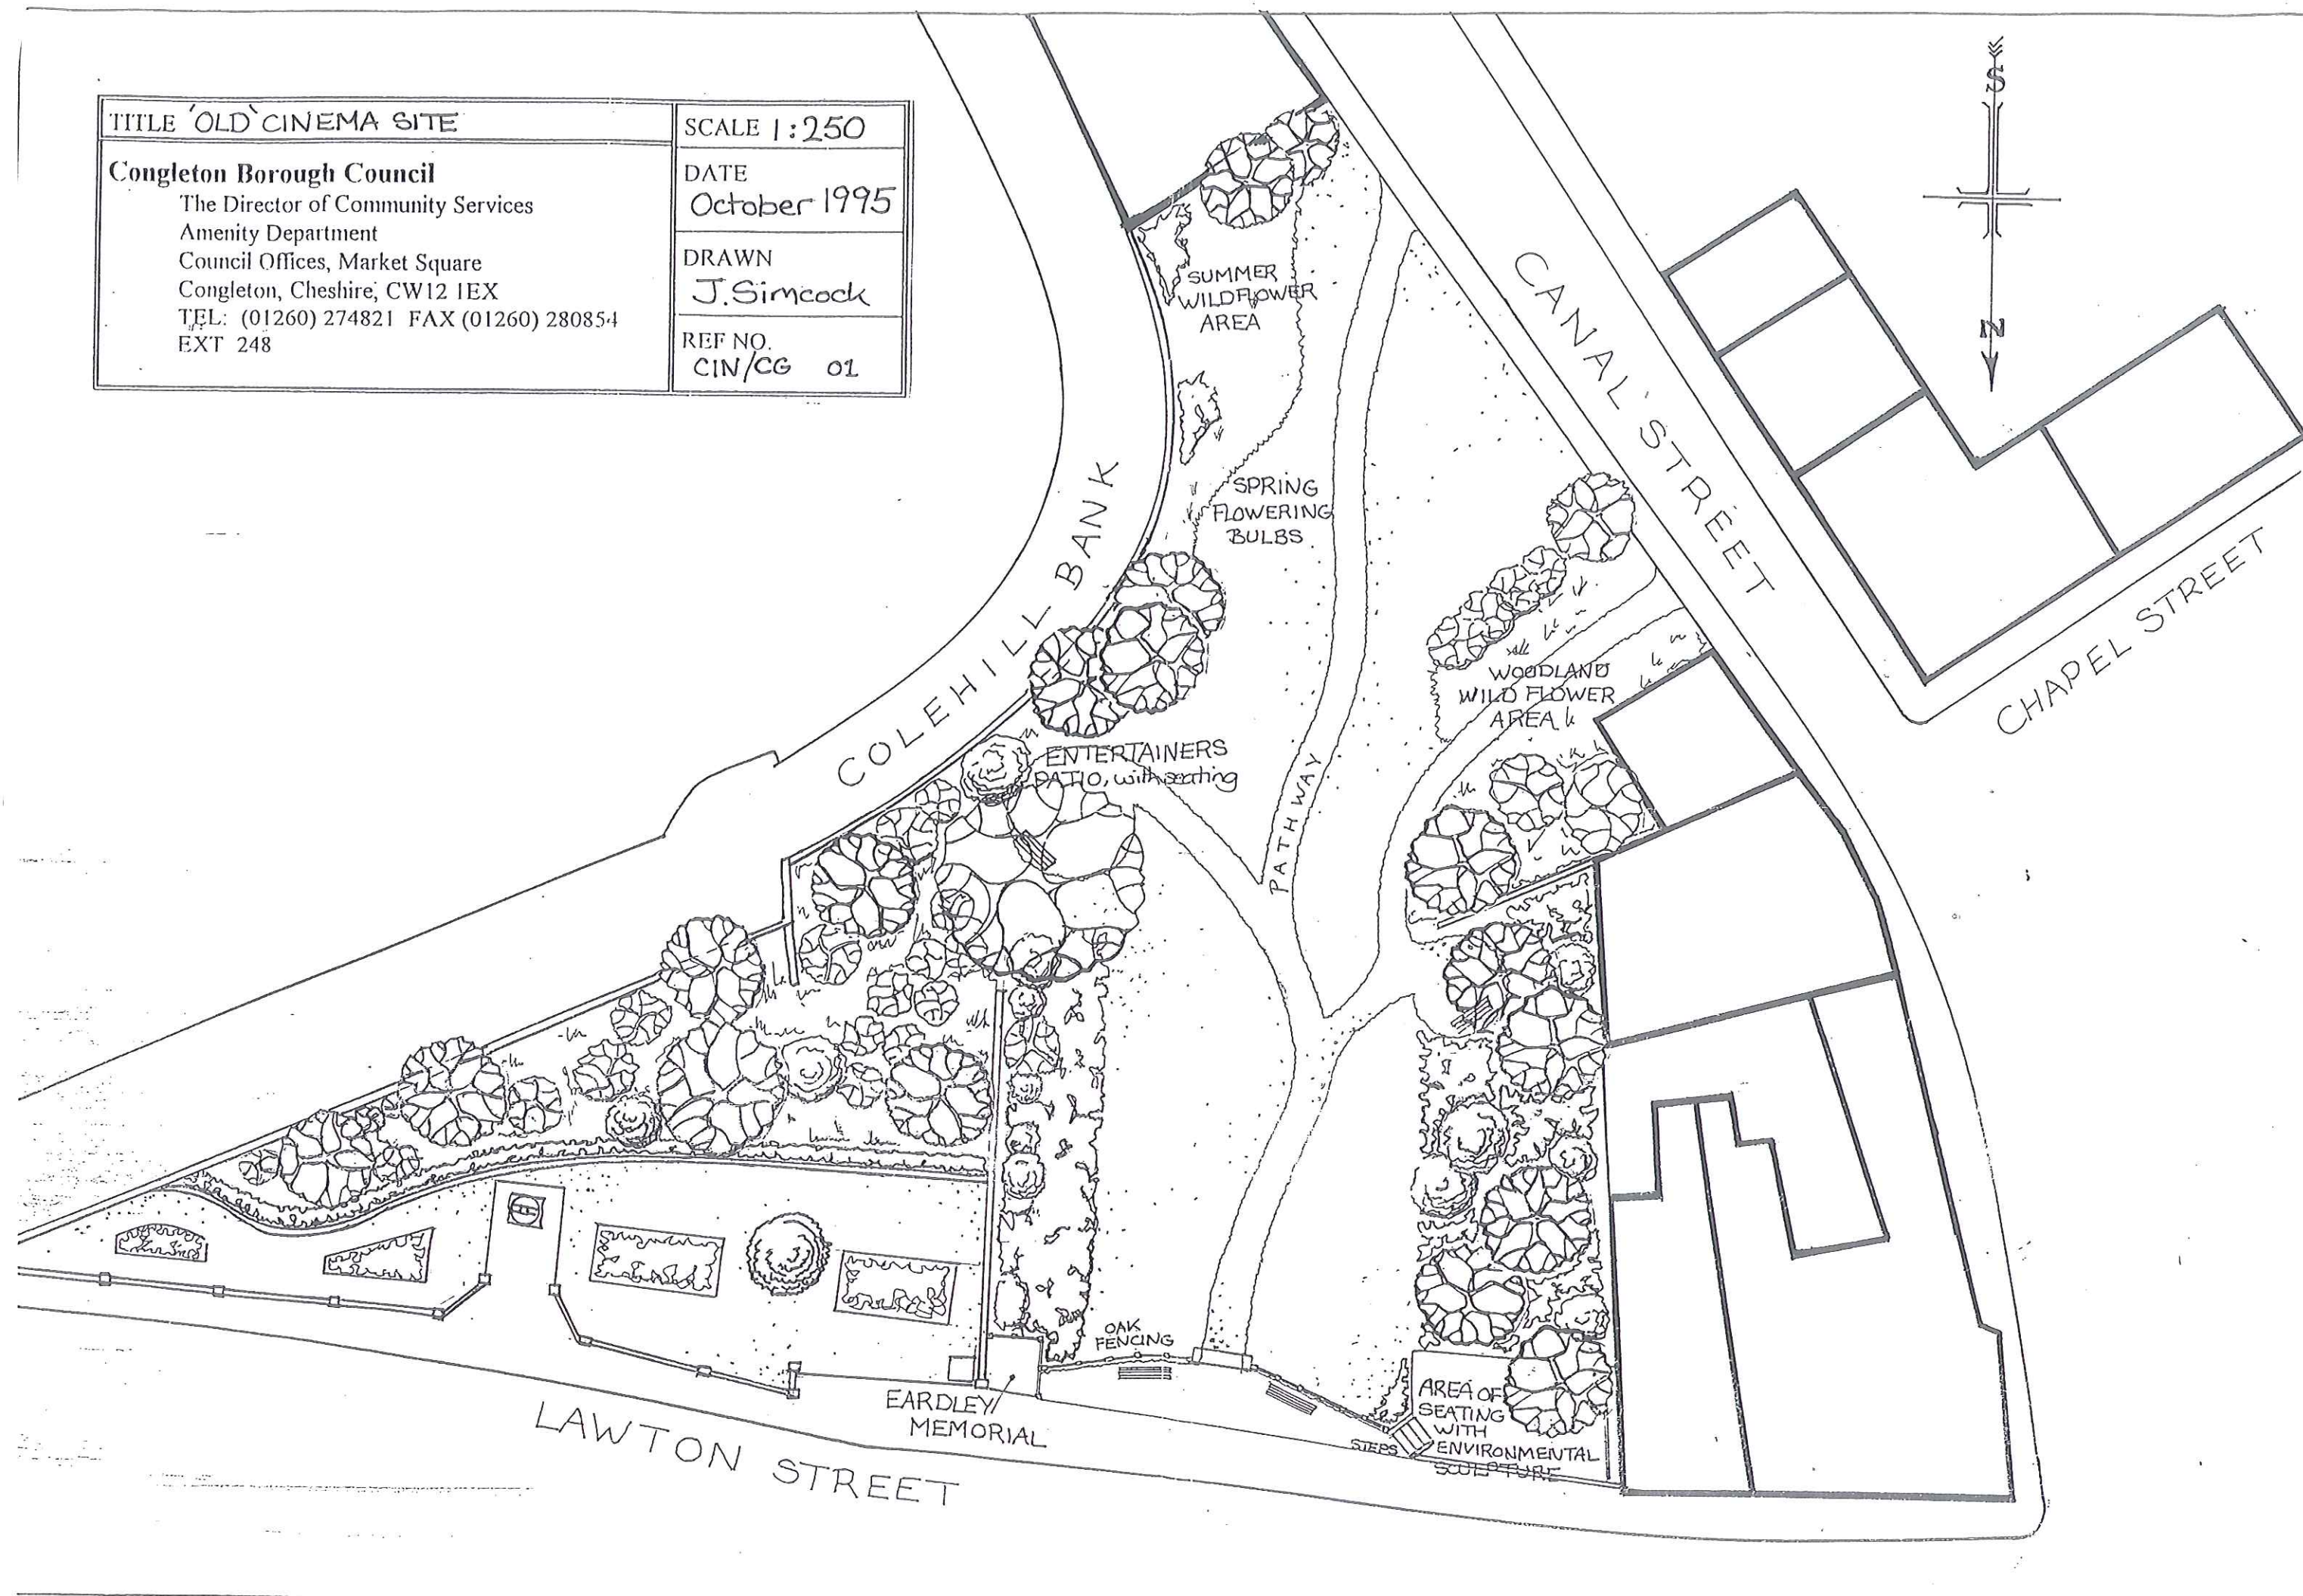 TITLE 'OLD' CINEMA SITE
Congleton Borough Council
The Director of Community Services
Amenity Department
Council Offices, Market Square
Congleton, Cheshire, CW12 1EX
TEL: (01260) 274821 FAX (01260) 280854
EXT 248
SCALE 1:250
DATE
October 1995
DRAWN
J. Simcock
REF NO.
CIN/CG 01
S
N
SUMMER
WILDFLOWER
AREA
SPRING
FLOWERING
BULBS
CANAL STREET
CHAPEL STREET
COLEHILL BANK
WOODLAND
WILD FLOWER
AREA
ENTERTAINERS
PATIO, with seating
PATHWAY
OAK
FENCING
EARDLEY
MEMORIAL
LAWTON STREET
STEPS
AREA OF
SEATING
WITH
ENVIRONMENTAL
SCULPTURE